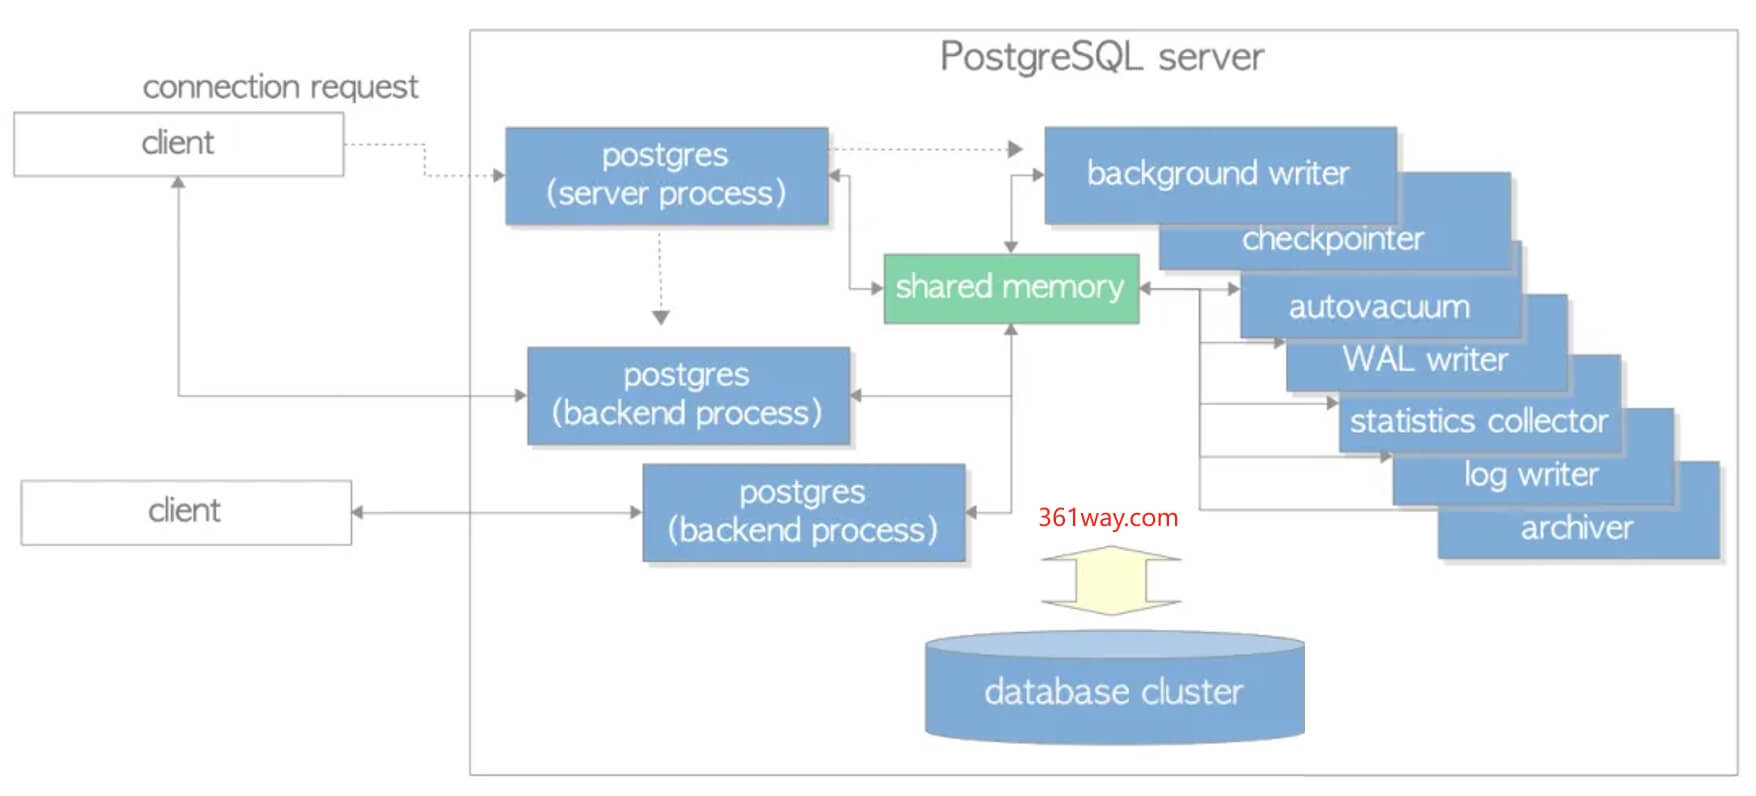 PostgreSQL server
connection request
client
postgres
(server process)
background writer
checkpointer
shared memory
autovacuum
WAL writer
postgres
(backend process)
statistics collector
log writer
client
postgres
(backend process)
361way.com
archiver
database cluster